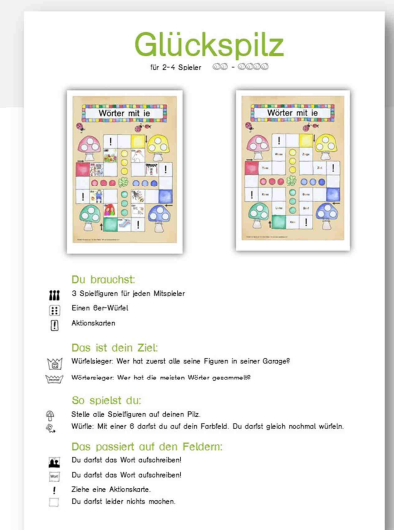 Glückspilz
für 2-4 Spieler
Wörter mit ie
Wörter mit ie
Du brauchst:
3 Spielfiguren für jeden Mitspieler
Einen 6er-Würfel
Aktionskarten
Das ist dein Ziel:
Würfelsieger: Wer hat zuerst alle seine Figuren in seiner Garage?
Wörtersieger: Wer hat die meisten Wörter gesammelt?
So spielst du:
Stelle alle Spielfiguren auf deinen Pilz.
Würfle: Mit einer 6 darfst du auf dein Farbfeld. Du darfst gleich nochmal würfeln.
Das passiert auf den Feldern:
Du darfst das Wort aufschreiben!
Du darfst das Wort aufschreiben!
! Ziehe eine Aktionskarte.
Du darfst leider nichts machen.